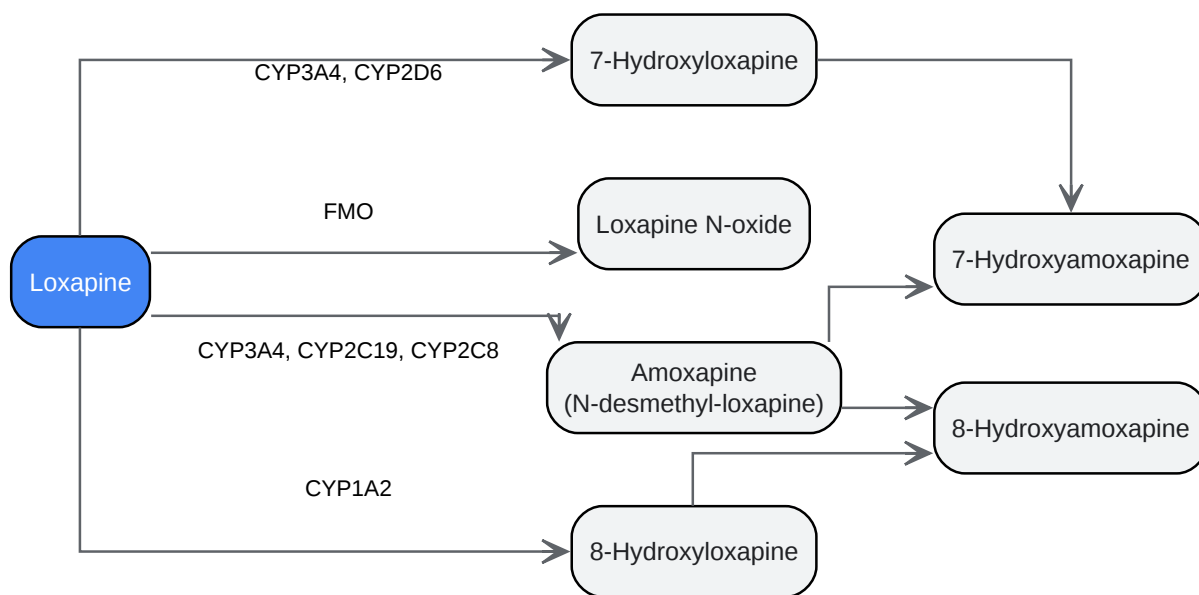 7-Hydroxyloxapine
CYP3A4, CYP2D6
FMO
Loxapine N-oxide
7-Hydroxyamoxapine
Loxapine
CYP3A4, CYP2C19, CYP2C8
Amoxapine
(N-desmethyl-loxapine)
8-Hydroxyamoxapine
CYP1A2
8-Hydroxyloxapine